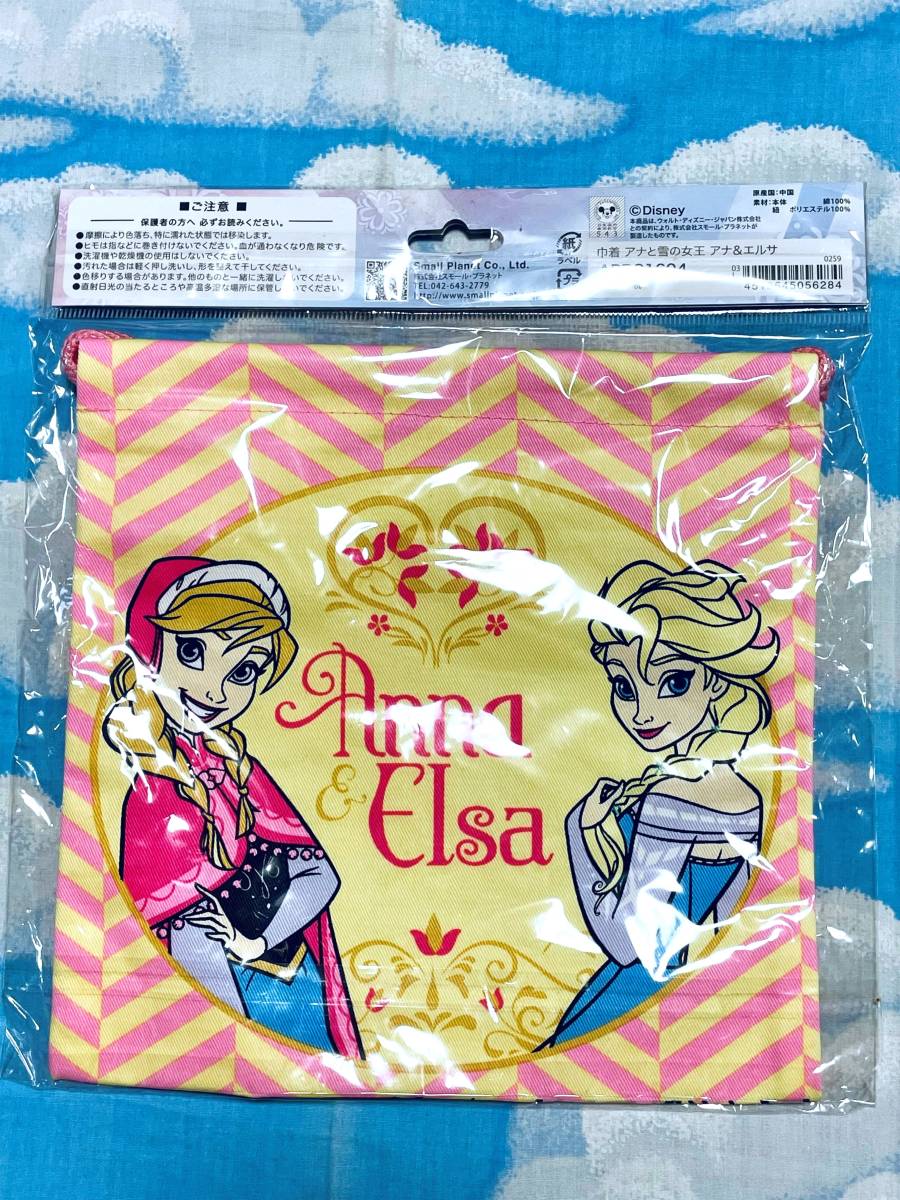 ■ご注意 ■
保護者の方へ 必ずお読みください。
●摩擦により色落ち、特に濡れた状態では移染します。
●ヒモは指などに巻き付けないでください。血が通わなくなり危険です。
●洗濯機や乾燥機の使用はしないでください。
●汚れた場合は軽く押し洗いし、形を整えて干してください。
●色移りする場合があります。他のものと一緒に洗濯しないでください。
●直射日光の当たるところや高温多湿な場所に保管しないでください。
Small Planet Co., Ltd.
株式会社スモール・プラネット
TEL:042-643-2779
http://www.smallplanet
紙
ラベル
©Disney
本商品は、ウォルト・ディズニー・ジャパン株式会社
との契約により、株式会社スモール・プラネットが
製造したものです。
原産国:中国
素材:本体 綿100%
紐 ポリエステル100%
巾着 アナと雪の女王 アナ&エルサ
0259
03
45056284
Anna
&
Elsa